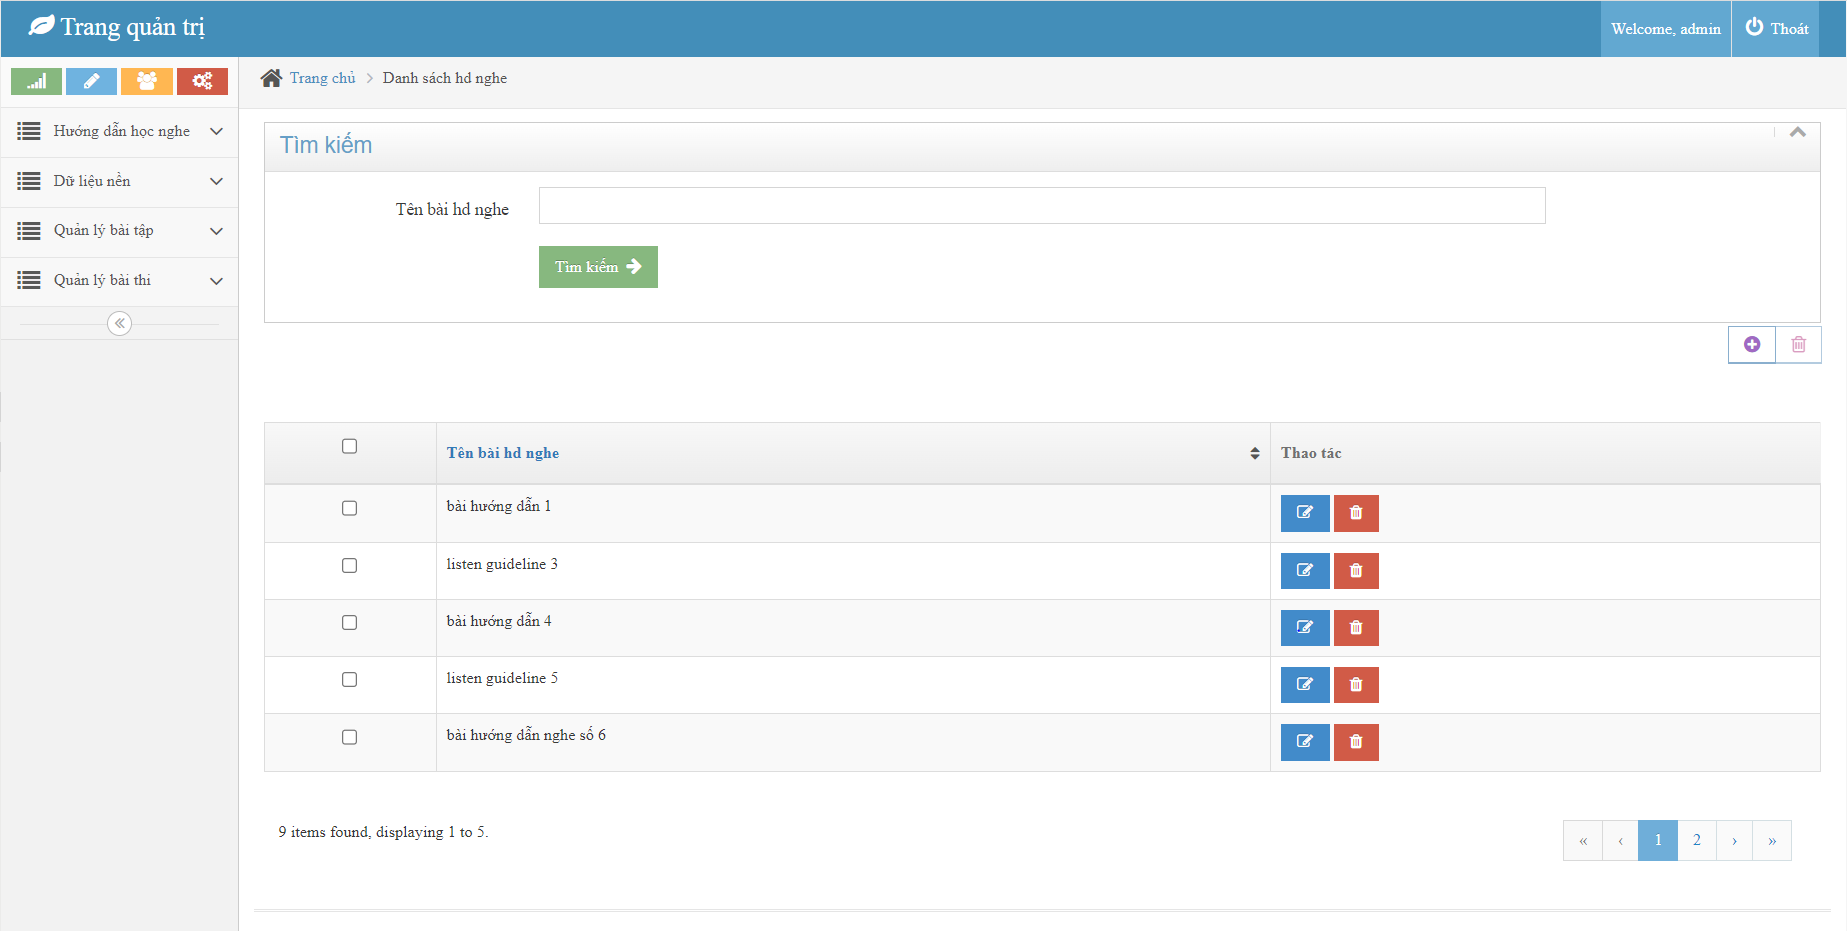 Trang quản trị
Welcome, admin
Thoát
Trang chủ
Danh sách hd nghe
Hướng dẫn học nghe
Dữ liệu nền
Quản lý bài tập
Quản lý bài thi
Tìm kiếm
Tên bài hd nghe
Tìm kiếm
Tên bài hd nghe
Thao tác
bài hướng dẫn 1
listen guideline 3
bài hướng dẫn 4
listen guideline 5
bài hướng dẫn nghe số 6
9 items found, displaying 1 to 5.
« ‹ 1 2 › »